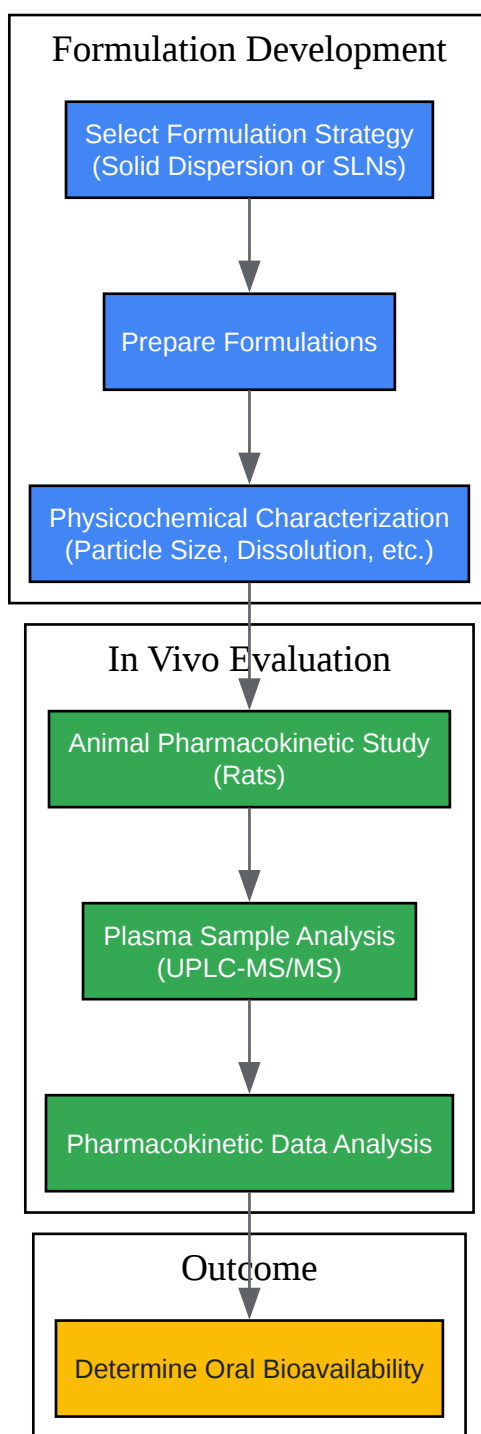 Formulation Development
Select Formulation Strategy
(Solid Dispersion or SLNs)
Prepare Formulations
Physicochemical Characterization
(Particle Size, Dissolution, etc.)
In Vivo Evaluation
Animal Pharmacokinetic Study
(Rats)
Plasma Sample Analysis
(UPLC-MS/MS)
Pharmacokinetic Data Analysis
Outcome
Determine Oral Bioavailability